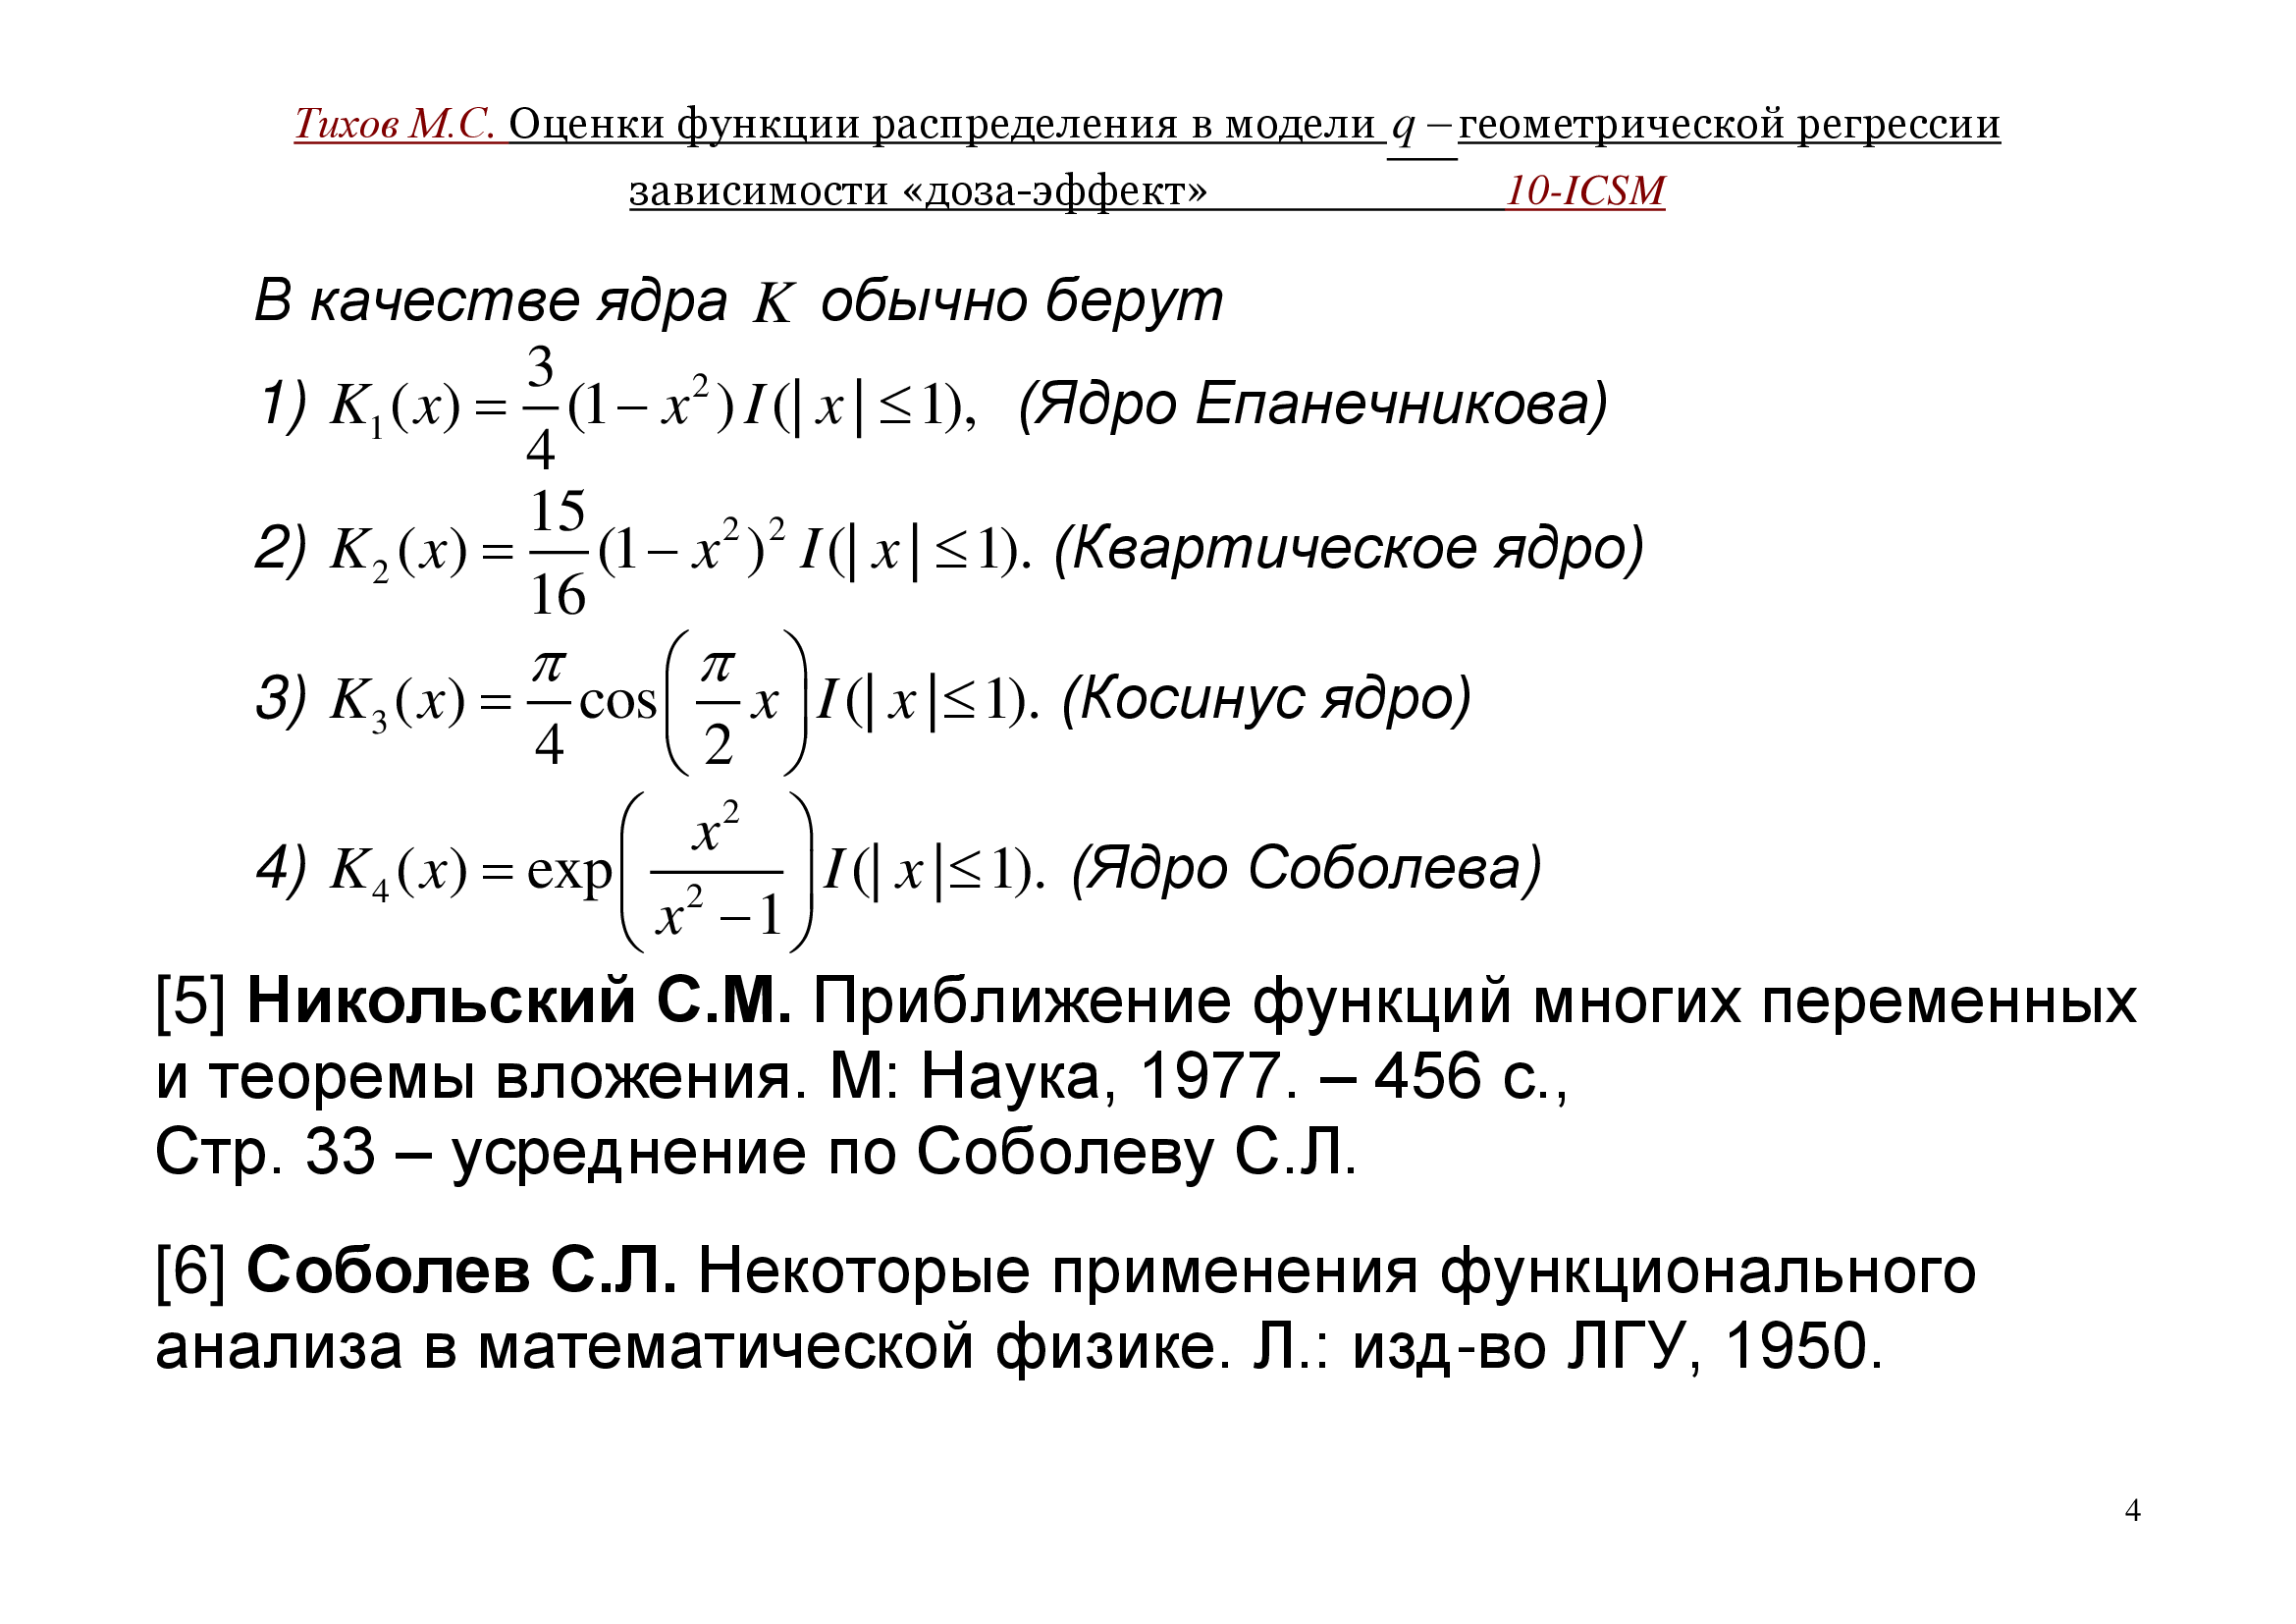 Тихов М.С. Оценки функции распределения в модели q – геометрической регрессии
зависимости «доза-эффект» 10-ICSM
В качестве ядра K обычно берут
1) K₁(x) = 3/4 (1 − x²) I(| x | ≤ 1), (Ядро Епанечникова)
2) K₂(x) = 15/16 (1 − x²)² I(| x | ≤ 1). (Квартическое ядро)
3) K₃(x) = π/4 cos(π/2 x) I(| x | ≤ 1). (Косинус ядро)
4) K₄(x) = exp(x²/(x² − 1)) I(| x | ≤ 1). (Ядро Соболева)
[5] Никольский С.М. Приближение функций многих переменных
и теоремы вложения. М: Наука, 1977. – 456 с.,
Стр. 33 – усреднение по Соболеву С.Л.
[6] Соболев С.Л. Некоторые применения функционального
анализа в математической физике. Л.: изд-во ЛГУ, 1950.
4